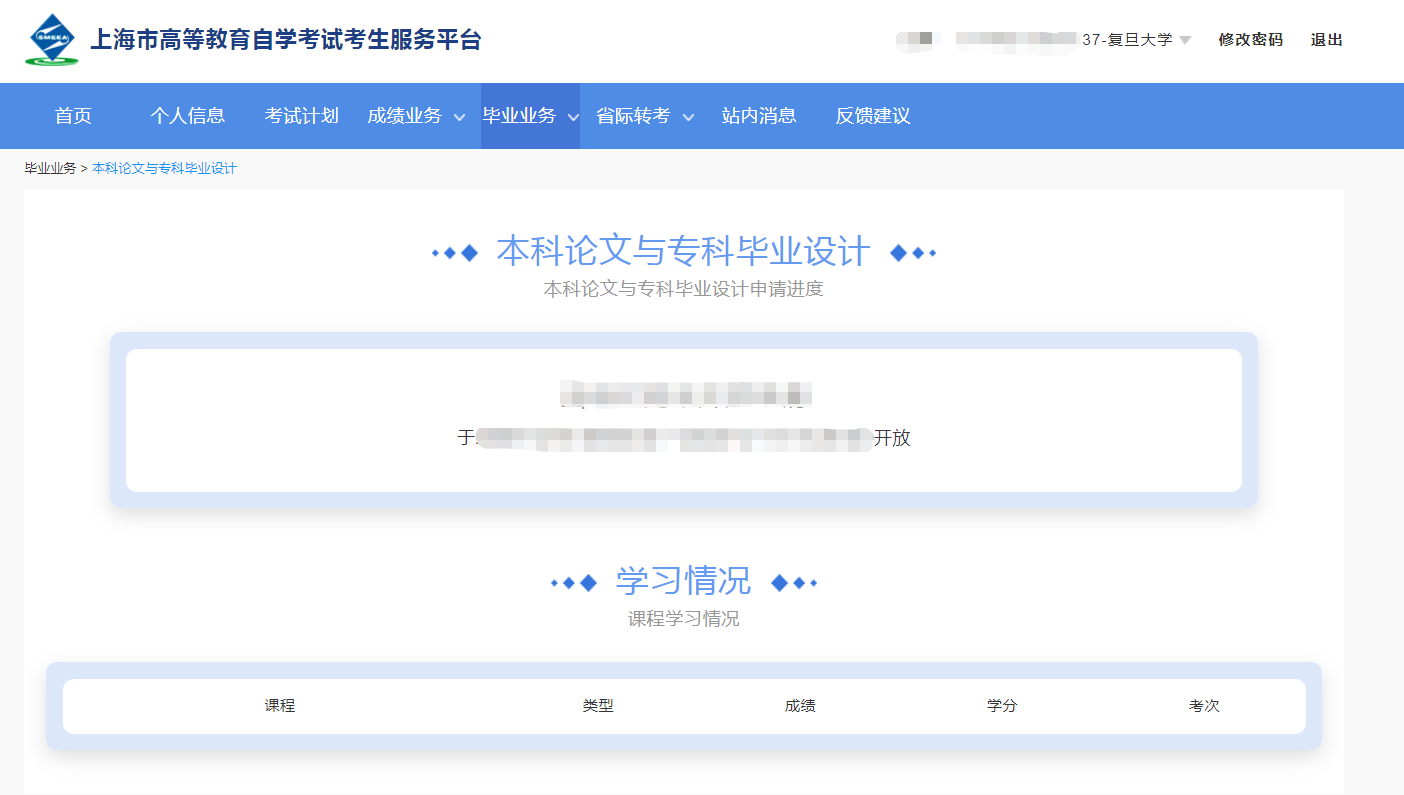 SMEEA
上海市高等教育自学考试考生服务平台
37-复旦大学 修改密码 退出
首页 个人信息 考试计划 成绩业务 毕业业务 省际转考 站内消息 反馈建议
毕业业务 > 本科论文与专科毕业设计
本科论文与专科毕业设计
本科论文与专科毕业设计申请进度
于 开放
学习情况
课程学习情况
课程 类型 成绩 学分 考次